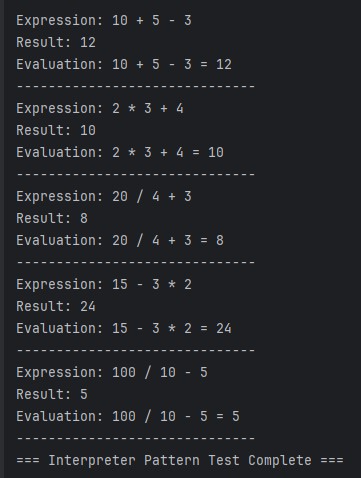 Expression: 10 + 5 - 3
Result: 12
Evaluation: 10 + 5 - 3 = 12
------------------------------
Expression: 2 * 3 + 4
Result: 10
Evaluation: 2 * 3 + 4 = 10
------------------------------
Expression: 20 / 4 + 3
Result: 8
Evaluation: 20 / 4 + 3 = 8
------------------------------
Expression: 15 - 3 * 2
Result: 24
Evaluation: 15 - 3 * 2 = 24
------------------------------
Expression: 100 / 10 - 5
Result: 5
Evaluation: 100 / 10 - 5 = 5
------------------------------
=== Interpreter Pattern Test Complete ===